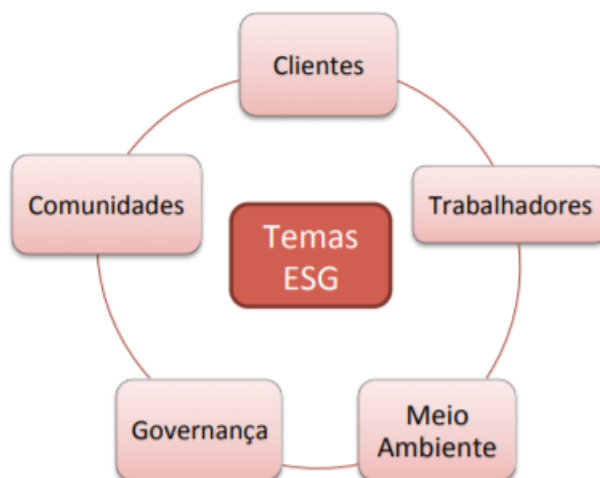 Clientes
Comunidades
Trabalhadores
Temas
ESG
Governança
Meio
Ambiente